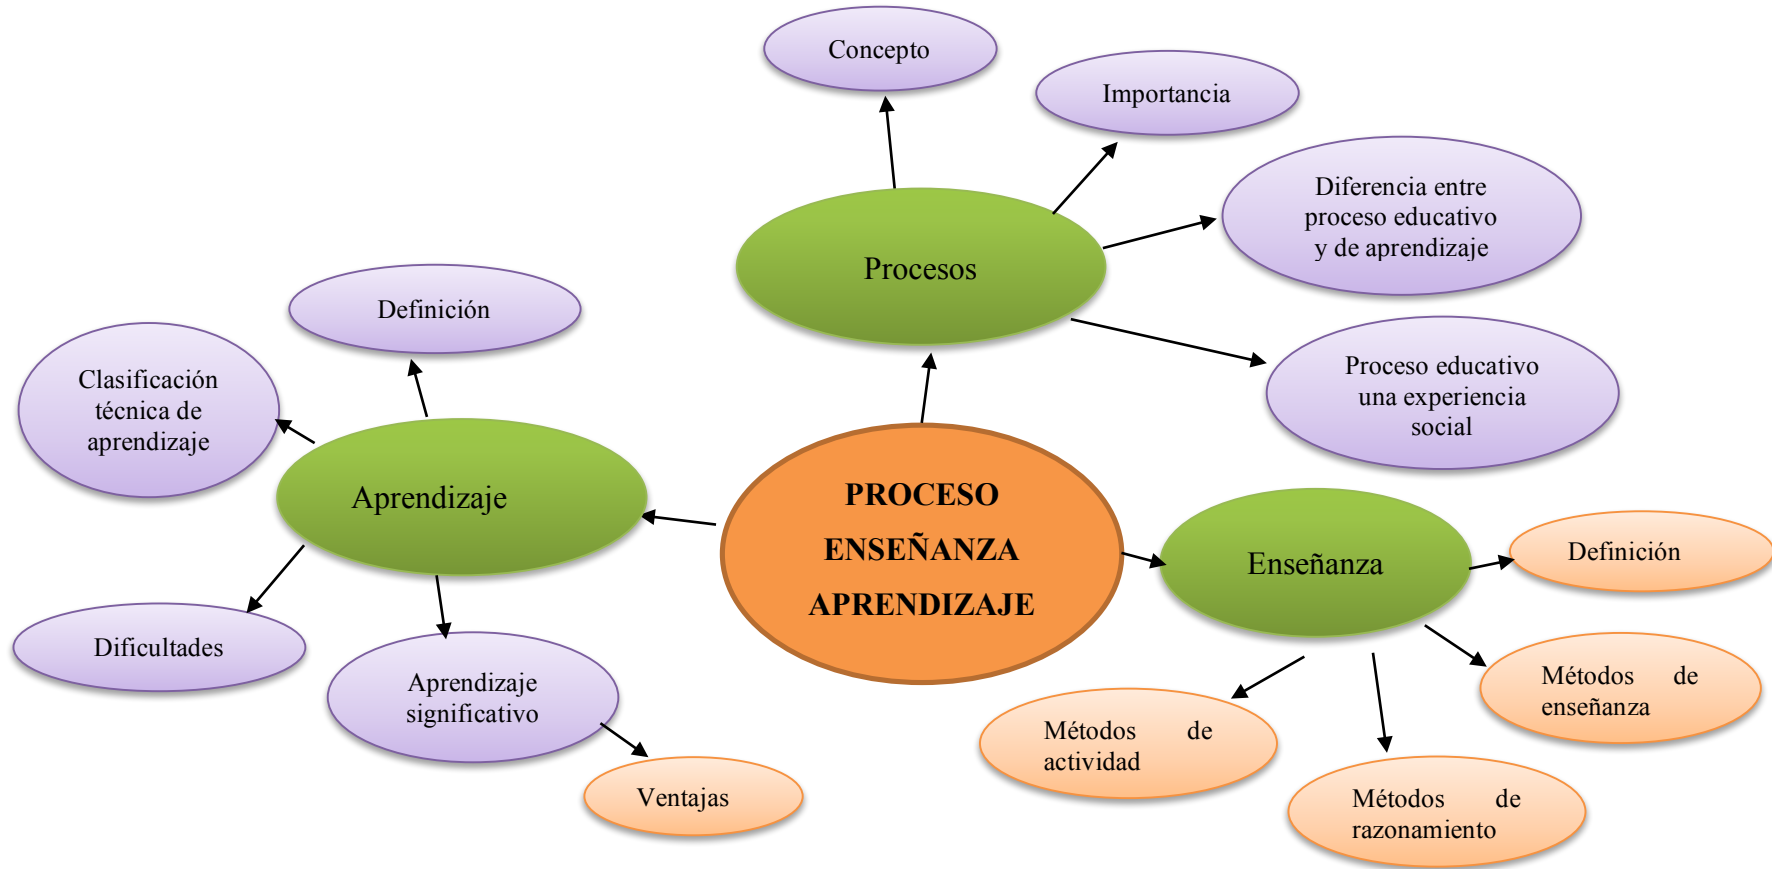 Concepto
Importancia
Diferencia entre
proceso educativo
y de aprendizaje
Procesos
Proceso educativo
una experiencia
social
Definición
Clasificación
técnica de
aprendizaje
Aprendizaje
Dificultades
Aprendizaje
significativo
Ventajas
PROCESO
ENSEÑANZA
APRENDIZAJE
Enseñanza
Definición
Métodos de
enseñanza
Métodos de
actividad
Métodos de
razonamiento